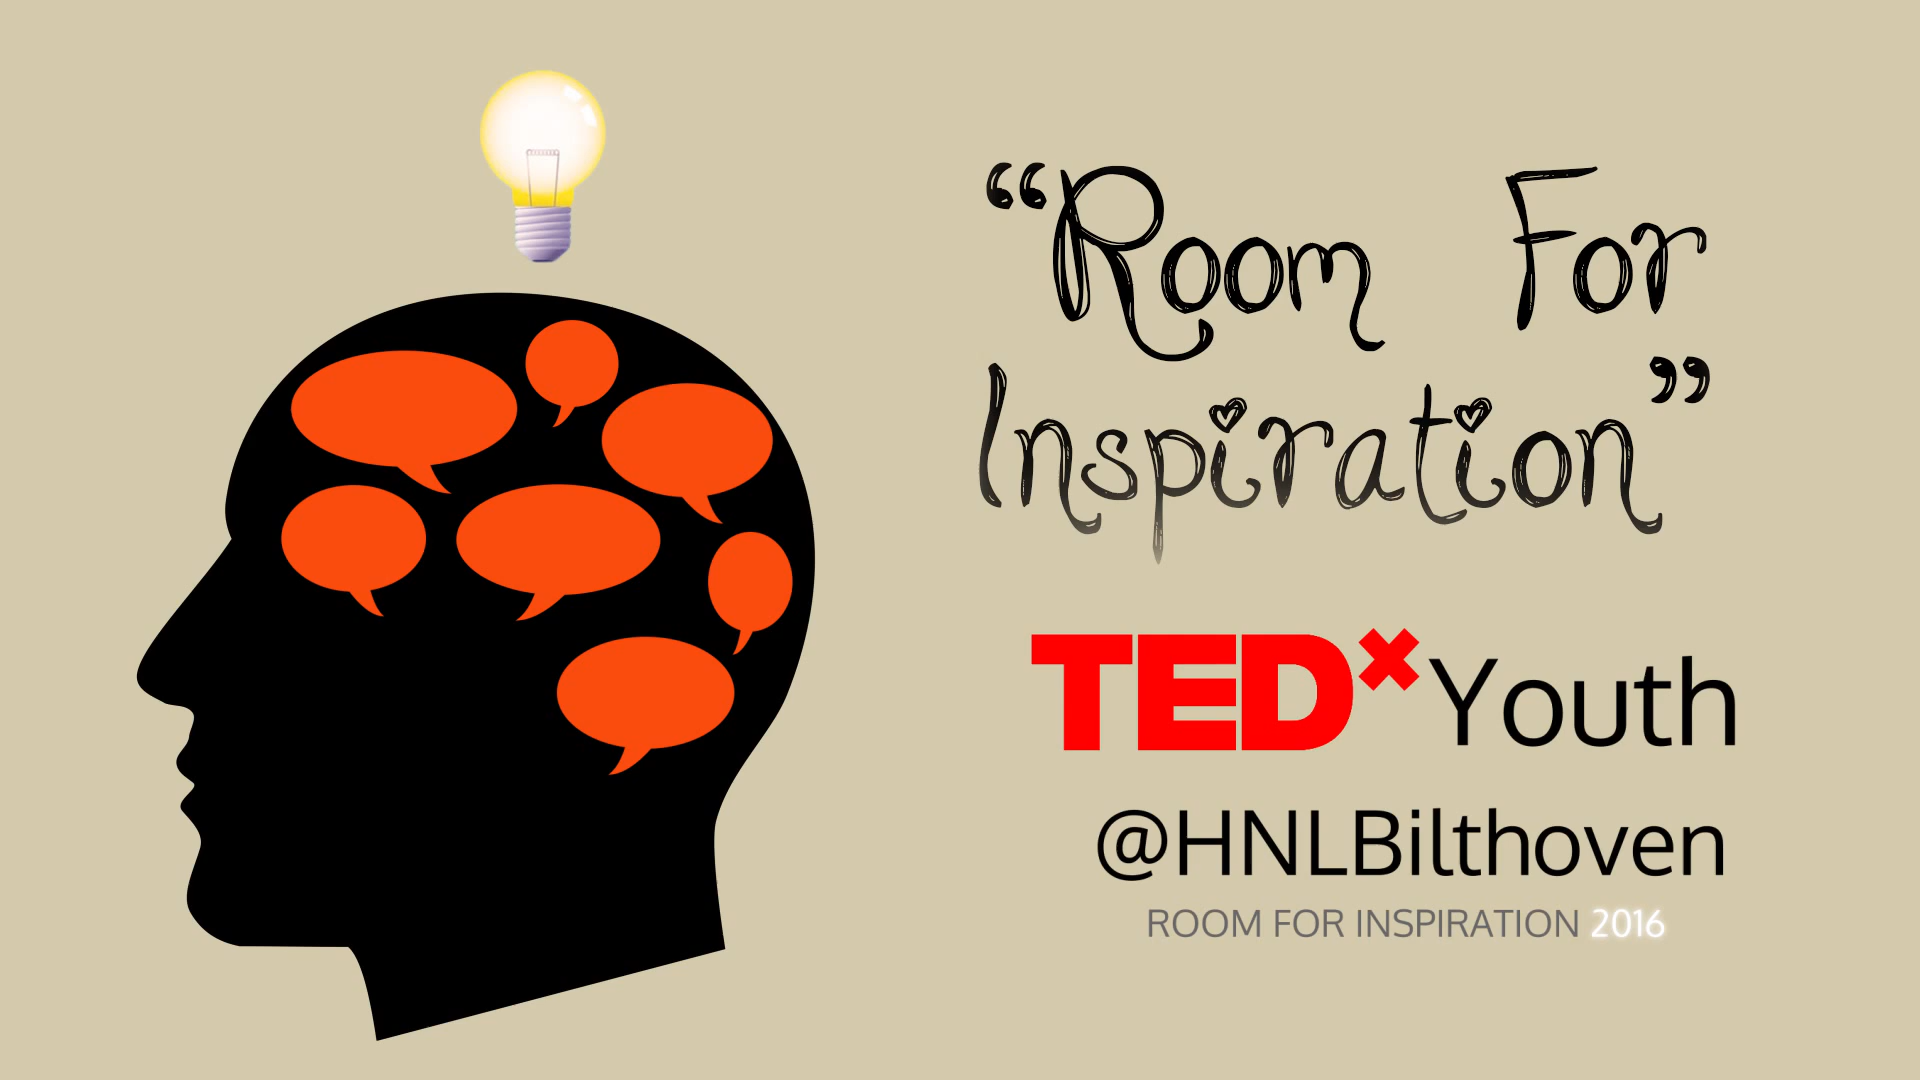 “Room For
Inspiration”
TEDxYouth
@HNLBilthoven
ROOM FOR INSPIRATION 2016